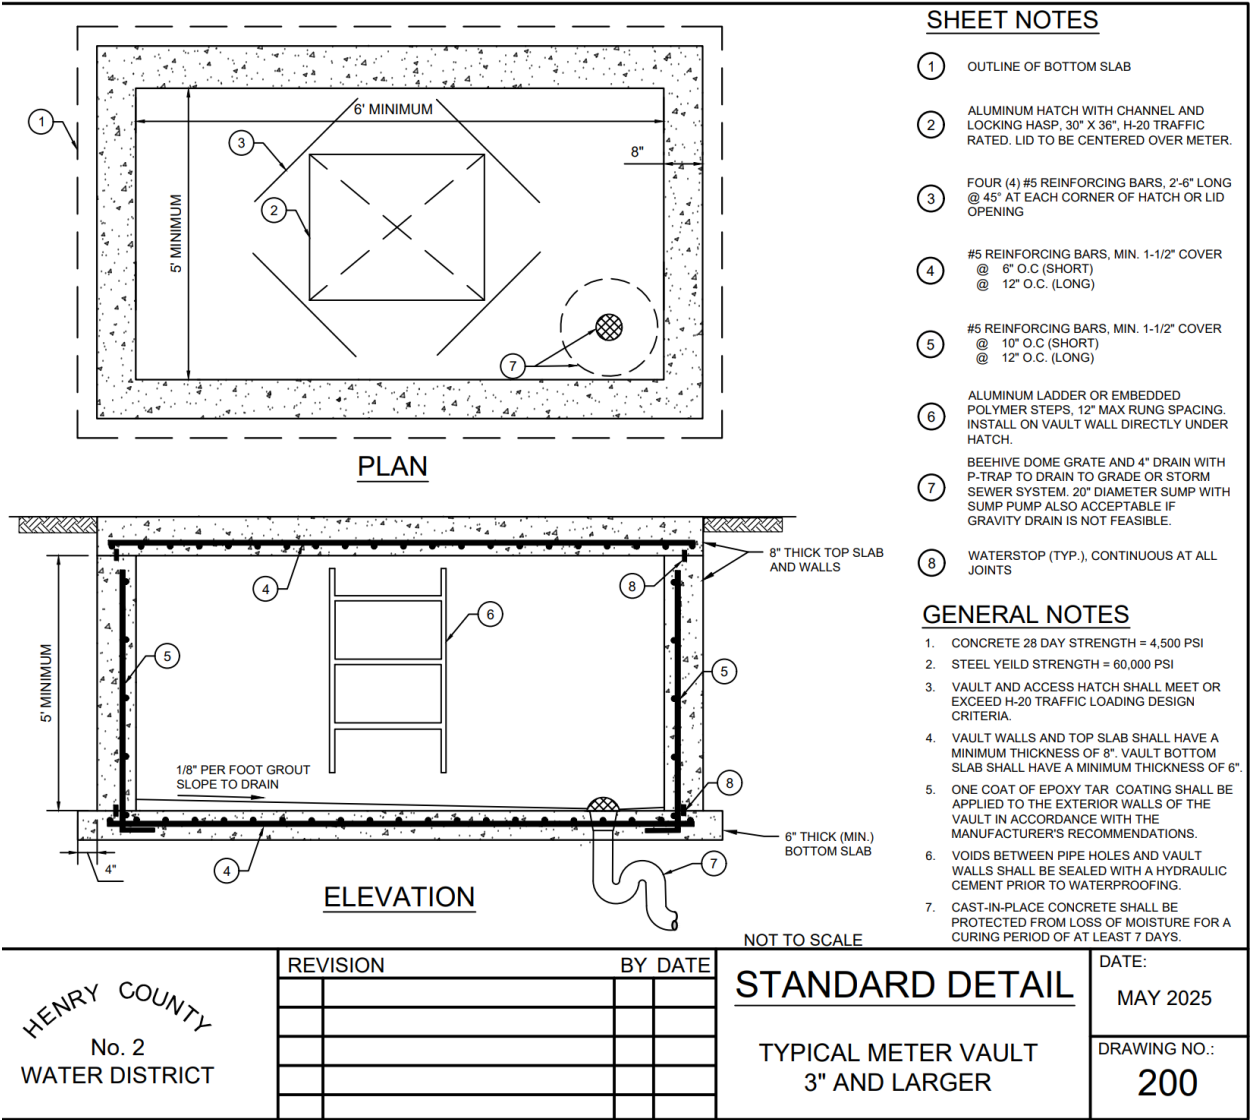 6' MINIMUM
1
3
8"
2
5' MINIMUM
7
PLAN
4
8" THICK TOP SLAB
AND WALLS
8
6
5
5
5' MINIMUM
1/8" PER FOOT GROUT
SLOPE TO DRAIN
8
6" THICK (MIN.)
BOTTOM SLAB
4"
4
7
ELEVATION
NOT TO SCALE
SHEET NOTES
1 OUTLINE OF BOTTOM SLAB
2 ALUMINUM HATCH WITH CHANNEL AND
LOCKING HASP, 30" X 36", H-20 TRAFFIC
RATED. LID TO BE CENTERED OVER METER.
3 FOUR (4) #5 REINFORCING BARS, 2'-6" LONG
@ 45° AT EACH CORNER OF HATCH OR LID
OPENING
4 #5 REINFORCING BARS, MIN. 1-1/2" COVER
@ 6" O.C (SHORT)
@ 12" O.C. (LONG)
5 #5 REINFORCING BARS, MIN. 1-1/2" COVER
@ 10" O.C (SHORT)
@ 12" O.C. (LONG)
6 ALUMINUM LADDER OR EMBEDDED
POLYMER STEPS, 12" MAX RUNG SPACING.
INSTALL ON VAULT WALL DIRECTLY UNDER
HATCH.
7 BEEHIVE DOME GRATE AND 4" DRAIN WITH
P-TRAP TO DRAIN TO GRADE OR STORM
SEWER SYSTEM. 20" DIAMETER SUMP WITH
SUMP PUMP ALSO ACCEPTABLE IF
GRAVITY DRAIN IS NOT FEASIBLE.
8 WATERSTOP (TYP.), CONTINUOUS AT ALL
JOINTS
GENERAL NOTES
1. CONCRETE 28 DAY STRENGTH = 4,500 PSI
2. STEEL YEILD STRENGTH = 60,000 PSI
3. VAULT AND ACCESS HATCH SHALL MEET OR
EXCEED H-20 TRAFFIC LOADING DESIGN
CRITERIA.
4. VAULT WALLS AND TOP SLAB SHALL HAVE A
MINIMUM THICKNESS OF 8". VAULT BOTTOM
SLAB SHALL HAVE A MINIMUM THICKNESS OF 6".
5. ONE COAT OF EPOXY TAR COATING SHALL BE
APPLIED TO THE EXTERIOR WALLS OF THE
VAULT IN ACCORDANCE WITH THE
MANUFACTURER'S RECOMMENDATIONS.
6. VOIDS BETWEEN PIPE HOLES AND VAULT
WALLS SHALL BE SEALED WITH A HYDRAULIC
CEMENT PRIOR TO WATERPROOFING.
7. CAST-IN-PLACE CONCRETE SHALL BE
PROTECTED FROM LOSS OF MOISTURE FOR A
CURING PERIOD OF AT LEAST 7 DAYS.
HENRY COUNTY
No. 2
WATER DISTRICT
REVISION BY DATE
STANDARD DETAIL
TYPICAL METER VAULT
3" AND LARGER
DATE:
MAY 2025
DRAWING NO.:
200